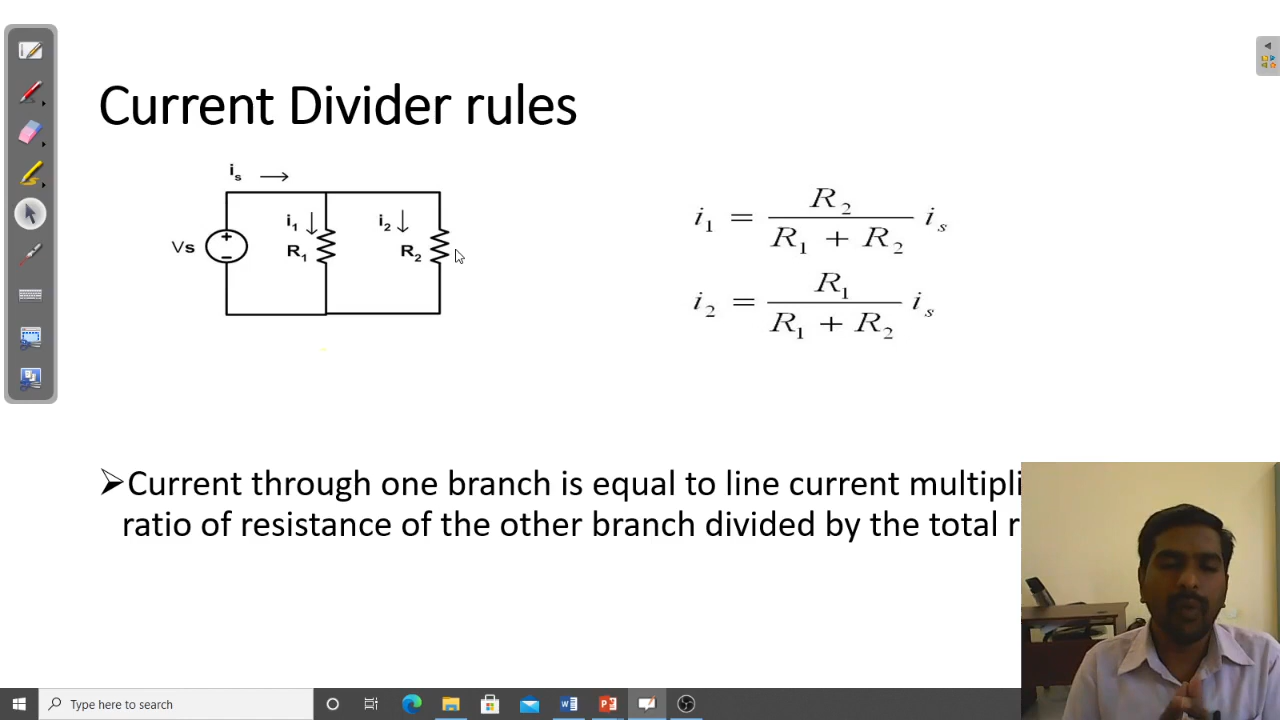 Current Divider rules
is
i1
i2
Vs
R1
R2
i1 = R2 / (R1 + R2) is
i2 = R1 / (R1 + R2) is
➢Current through one branch is equal to line current multipli
ratio of resistance of the other branch divided by the total r
Type here to search